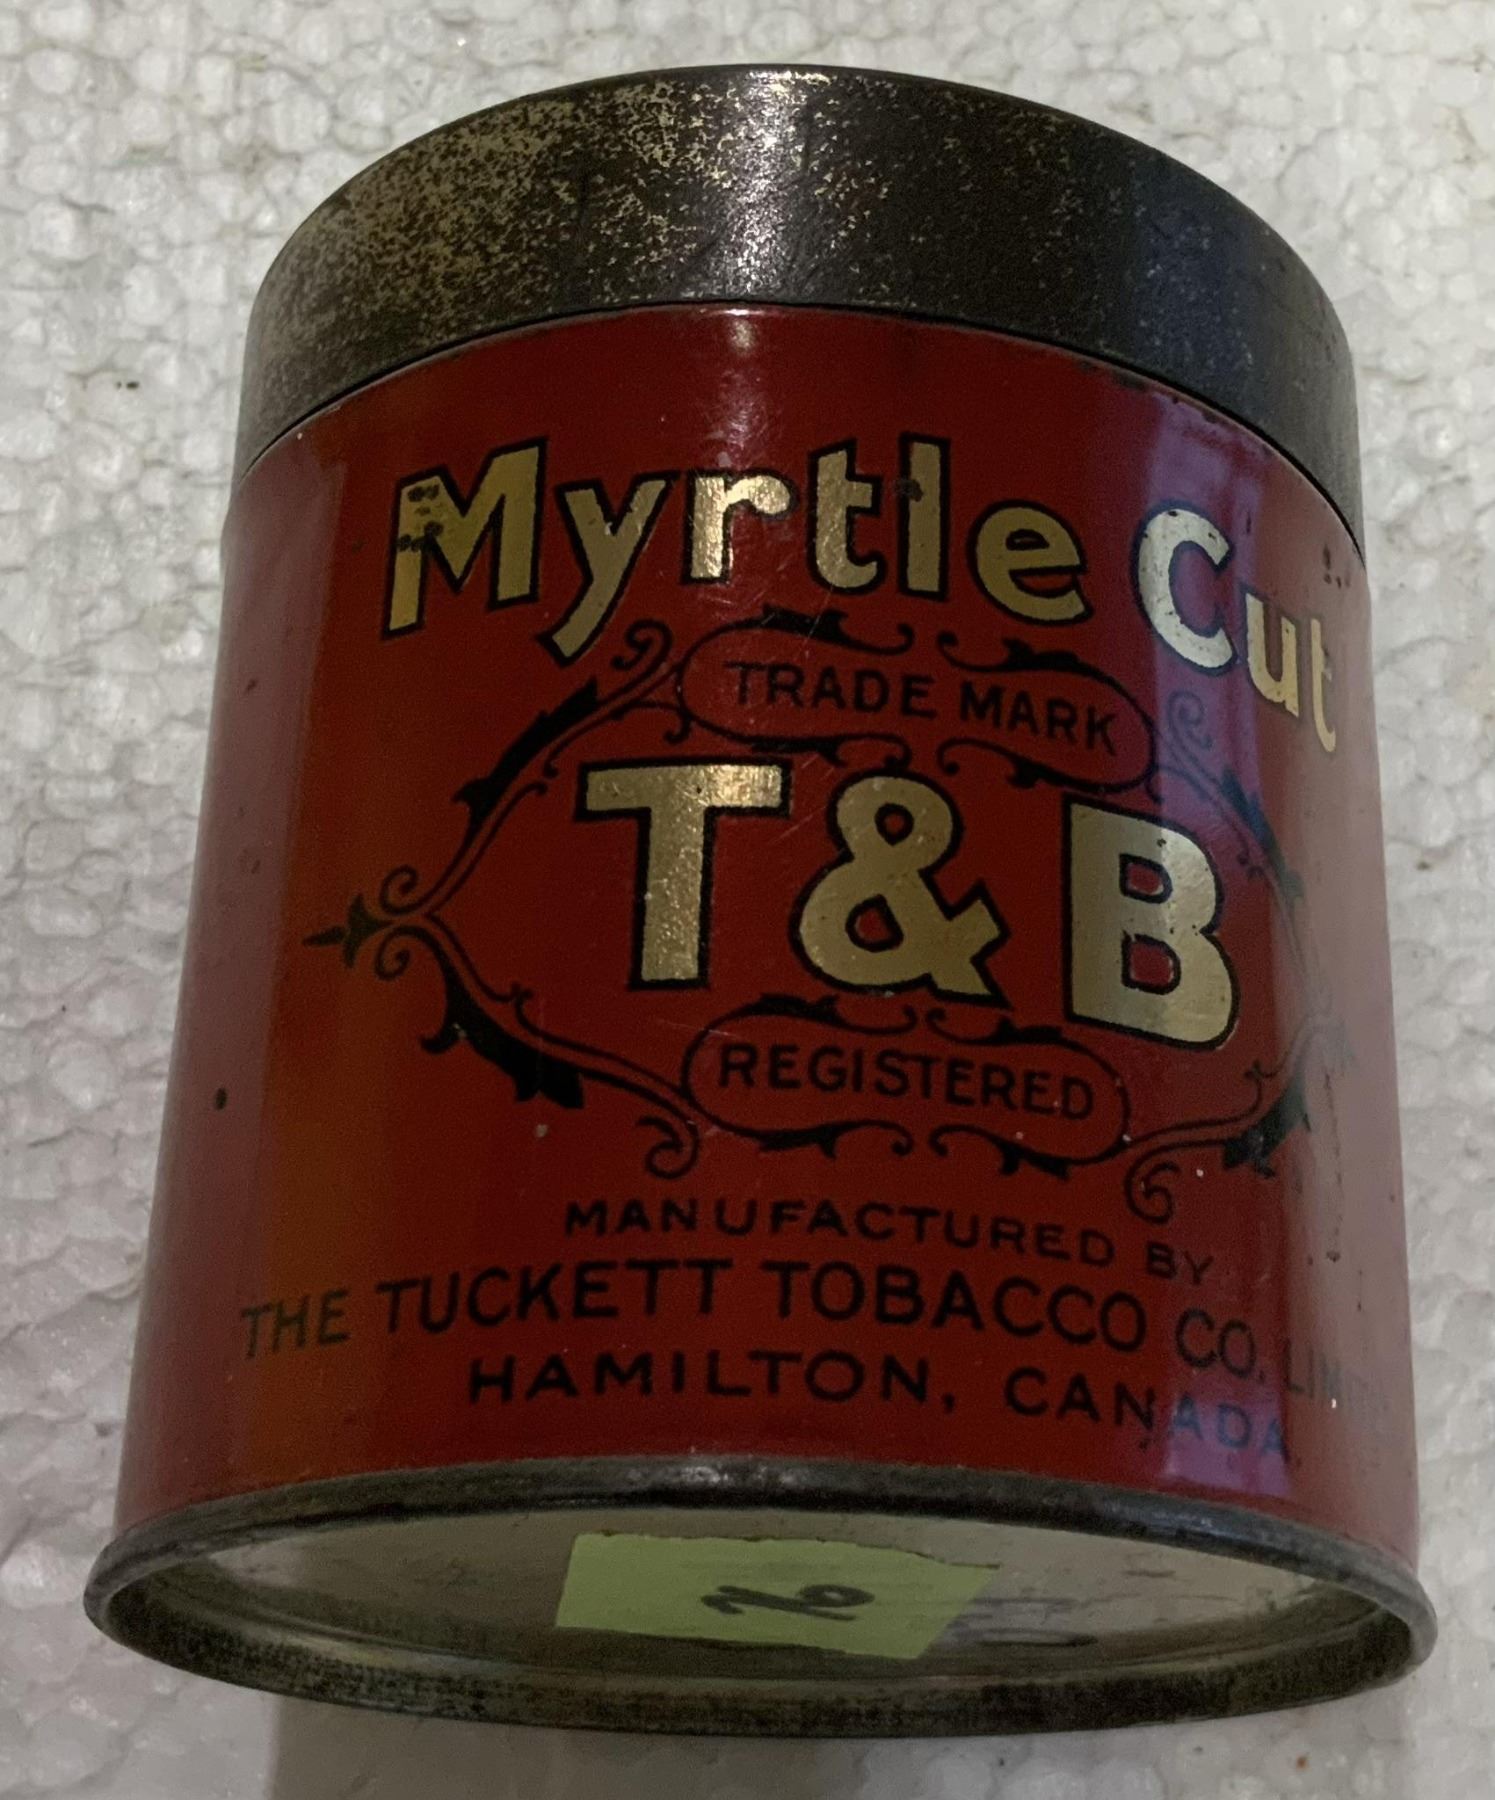 Myrtle Cut
TRADE MARK
T&B
REGISTERED
MANUFACTURED BY
THE TUCKETT TOBACCO CO.
HAMILTON, CANADA